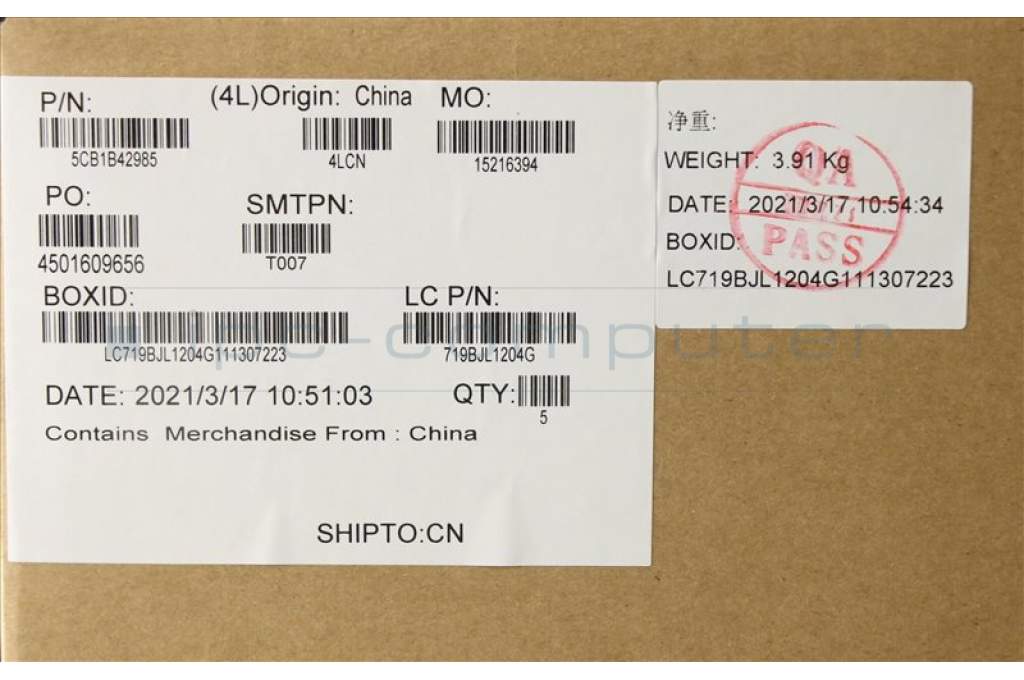 P/N: (4L)Origin: China MO:
5CB1B42985 4LCN 15216394
PO: SMTPN:
4501609656 T007
BOXID: LC P/N:
LC719BJL1204G111307223 719BJL1204G
DATE: 2021/3/17 10:51:03 QTY:
5
Contains Merchandise From : China
SHIPTO:CN
净重:
WEIGHT: 3.91 Kg
DATE: 2021/3/17 10:54:34
BOXID:
LC719BJL1204G111307223
QA
PASS
ipc-computer